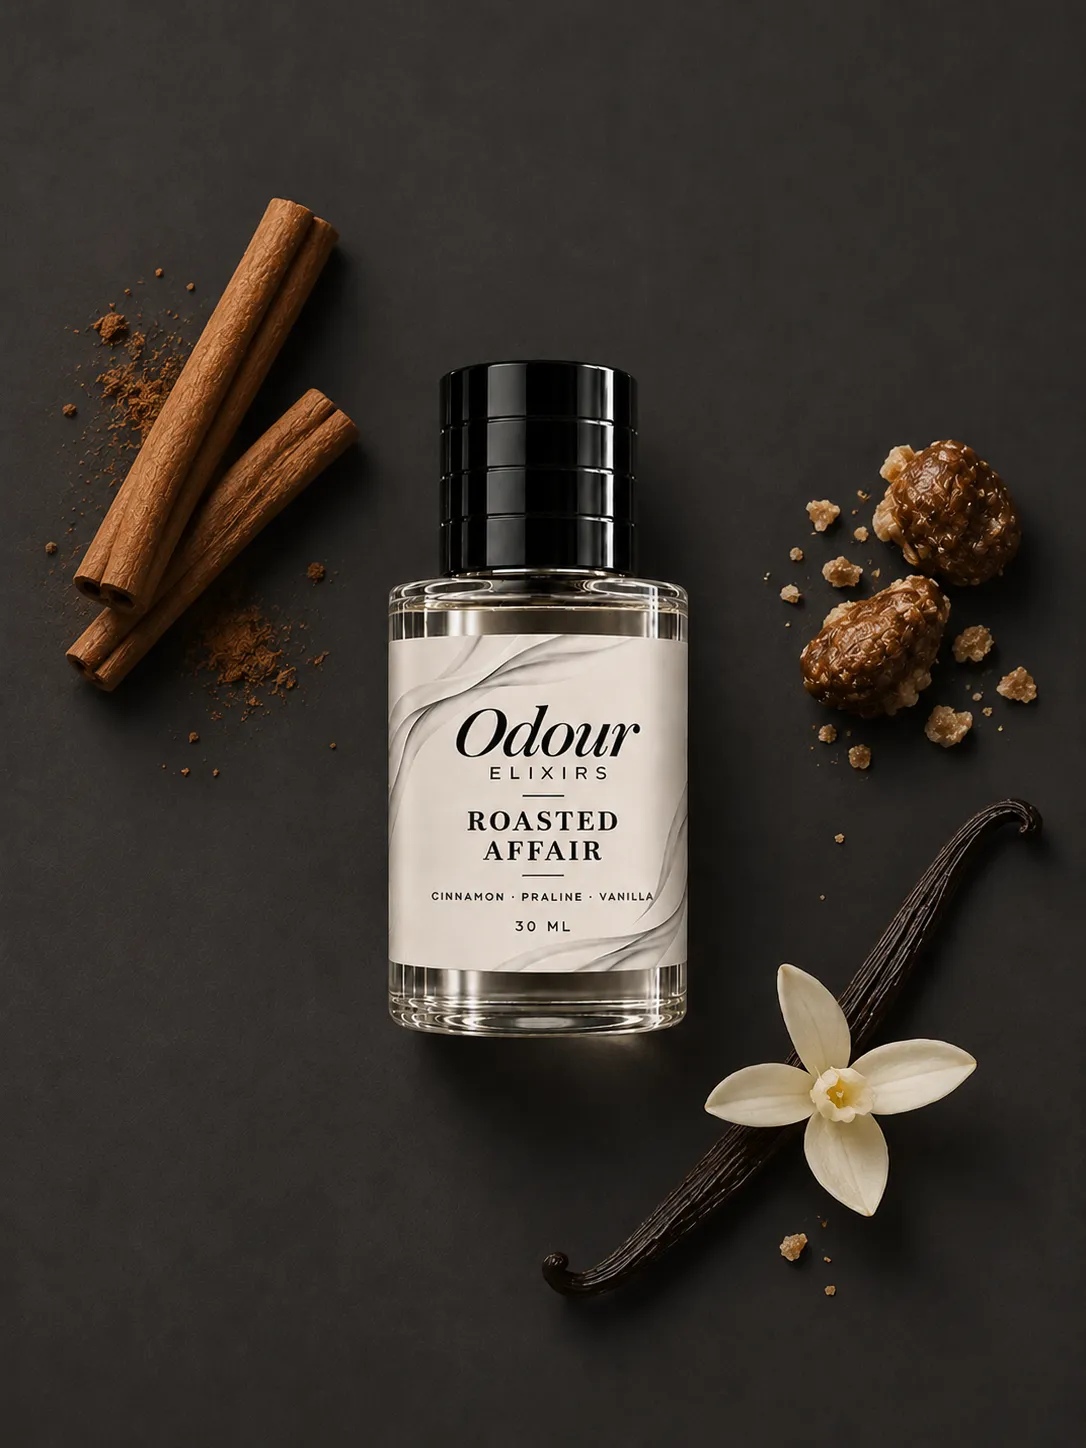 Odour
ELIXIRS
ROASTED
AFFAIR
CINNAMON · PRALINE · VANILLA
30 ML